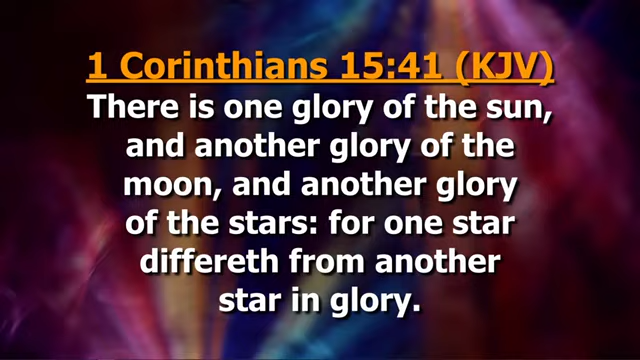 1 Corinthians 15:41 (KJV)
There is one glory of the sun,
and another glory of the
moon, and another glory
of the stars: for one star
differeth from another
star in glory.